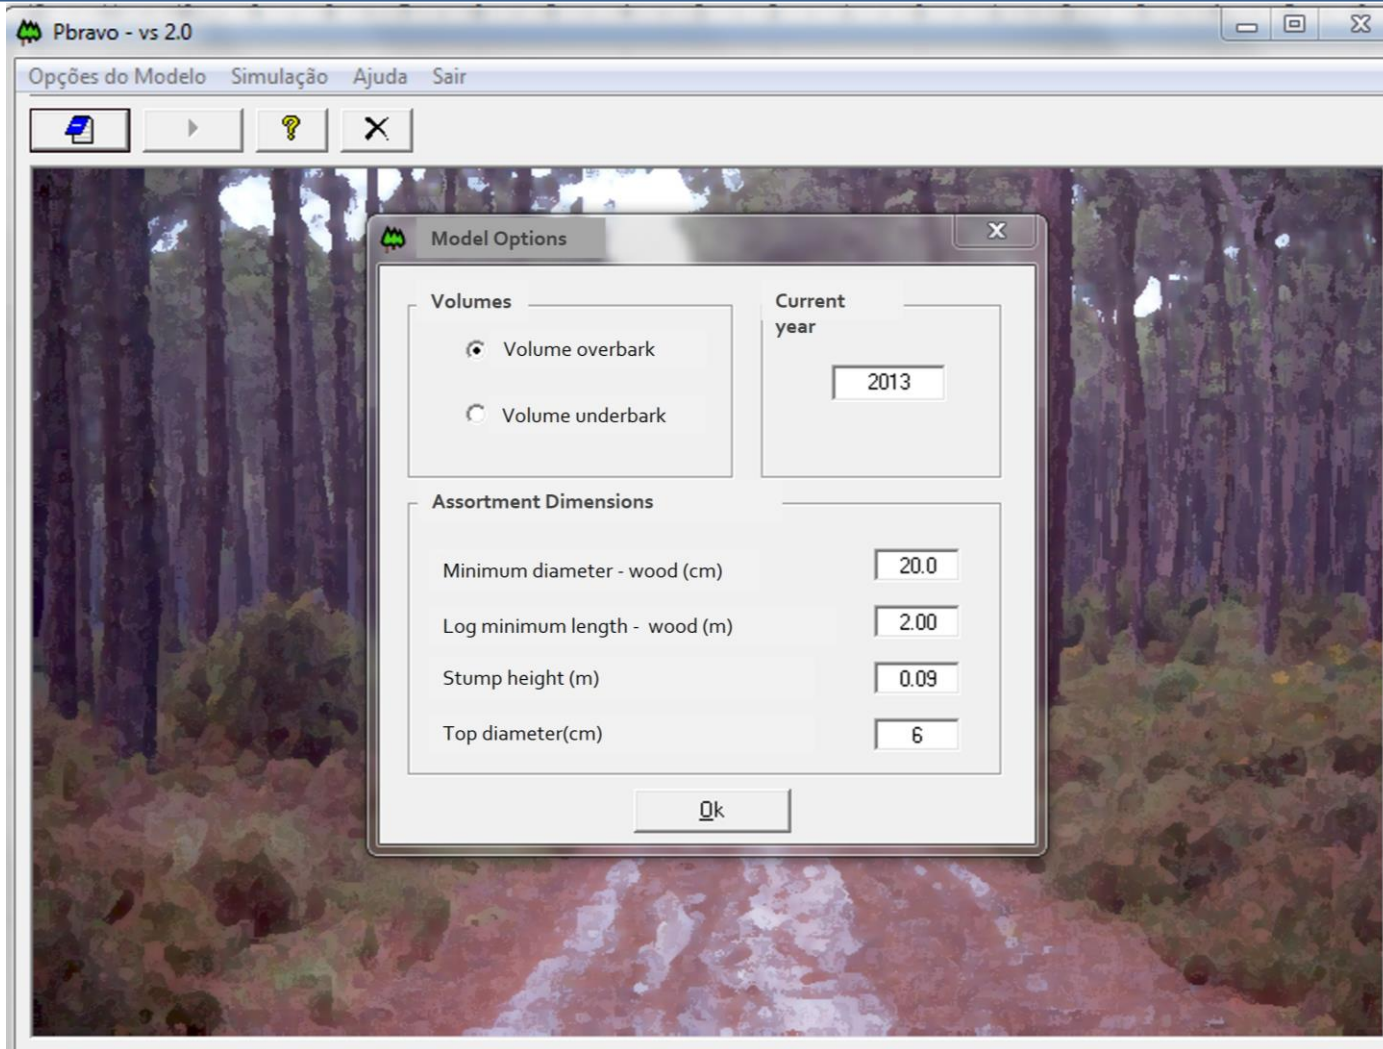 Pbravo - vs 2.0
Opções do Modelo Simulação Ajuda Sair
Model Options
Volumes
Volume overbark
Volume underbark
Current
year
2013
Assortment Dimensions
Minimum diameter - wood (cm) 20.0
Log minimum length - wood (m) 2.00
Stump height (m) 0.09
Top diameter(cm) 6
Ok